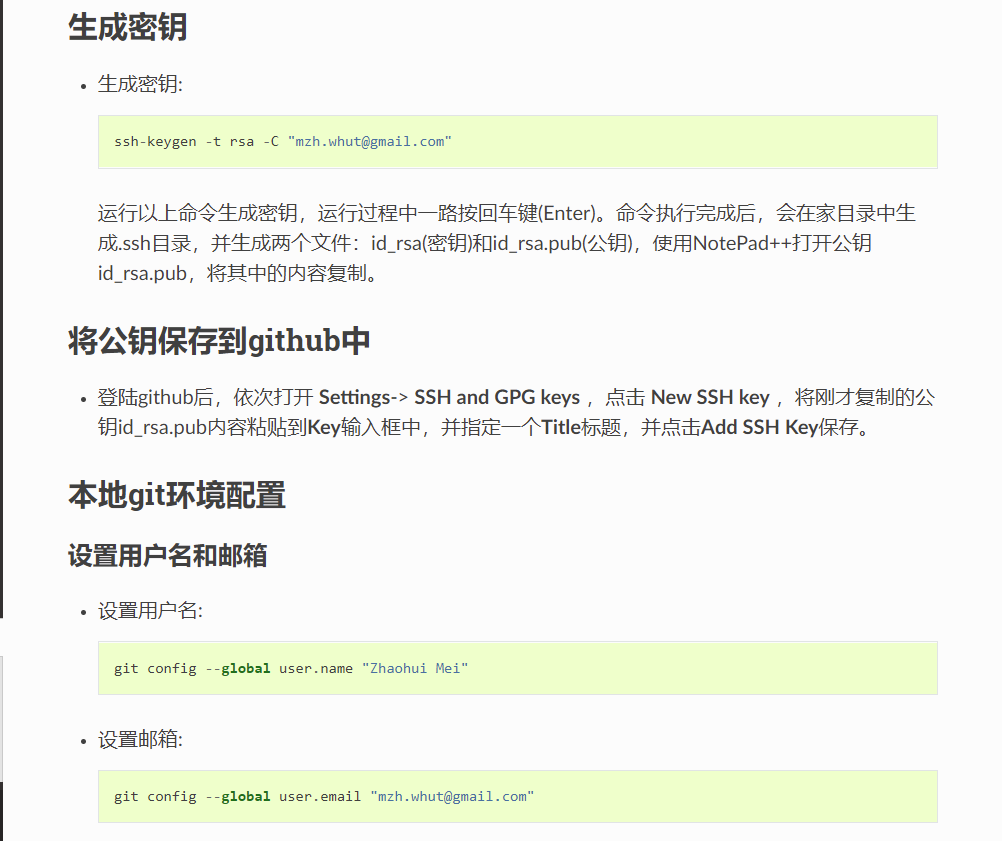 生成密钥
• 生成密钥:
ssh-keygen -t rsa -C "mzh.whut@gmail.com"
运行以上命令生成密钥，运行过程中一路按回车键(Enter)。命令执行完成后，会在家目录中生
成.ssh目录，并生成两个文件：id_rsa(密钥)和id_rsa.pub(公钥)，使用NotePad++打开公钥
id_rsa.pub，将其中的内容复制。
将公钥保存到github中
• 登陆github后，依次打开 Settings-> SSH and GPG keys ，点击 New SSH key ，将刚才复制的公
钥id_rsa.pub内容粘贴到Key输入框中，并指定一个Title标题，并点击Add SSH Key保存。
本地git环境配置
设置用户名和邮箱
• 设置用户名:
git config --global user.name "Zhaohui Mei"
• 设置邮箱:
git config --global user.email "mzh.whut@gmail.com"